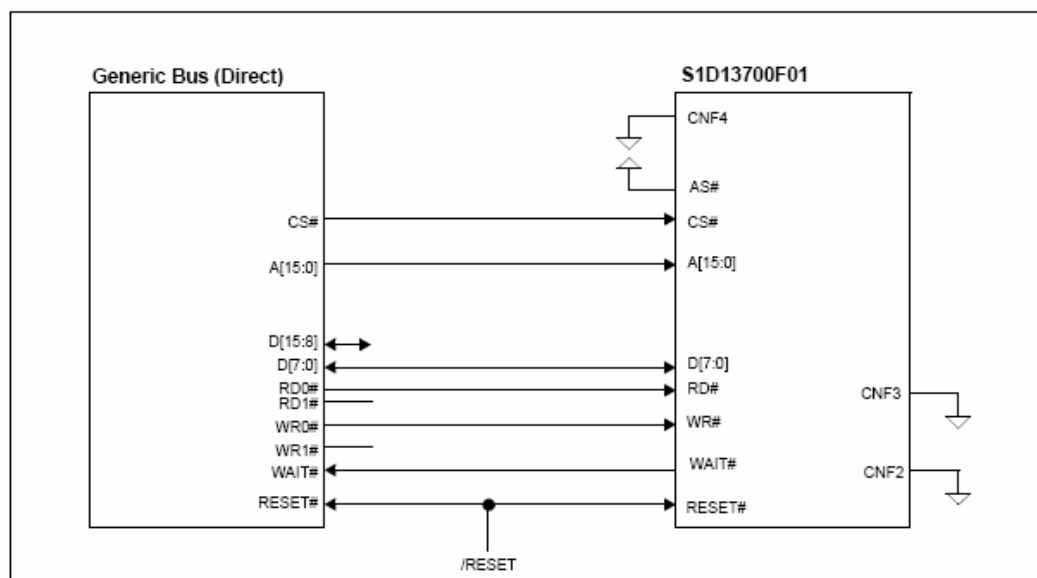 Generic Bus (Direct)
S1D13700F01
CNF4
AS#
CS#
CS#
A[15:0]
A[15:0]
D[15:8]
D[7:0]
D[7:0]
RD0#
RD#
RD1#
CNF3
WR0#
WR#
WR1#
WAIT#
WAIT#
CNF2
RESET#
RESET#
/RESET